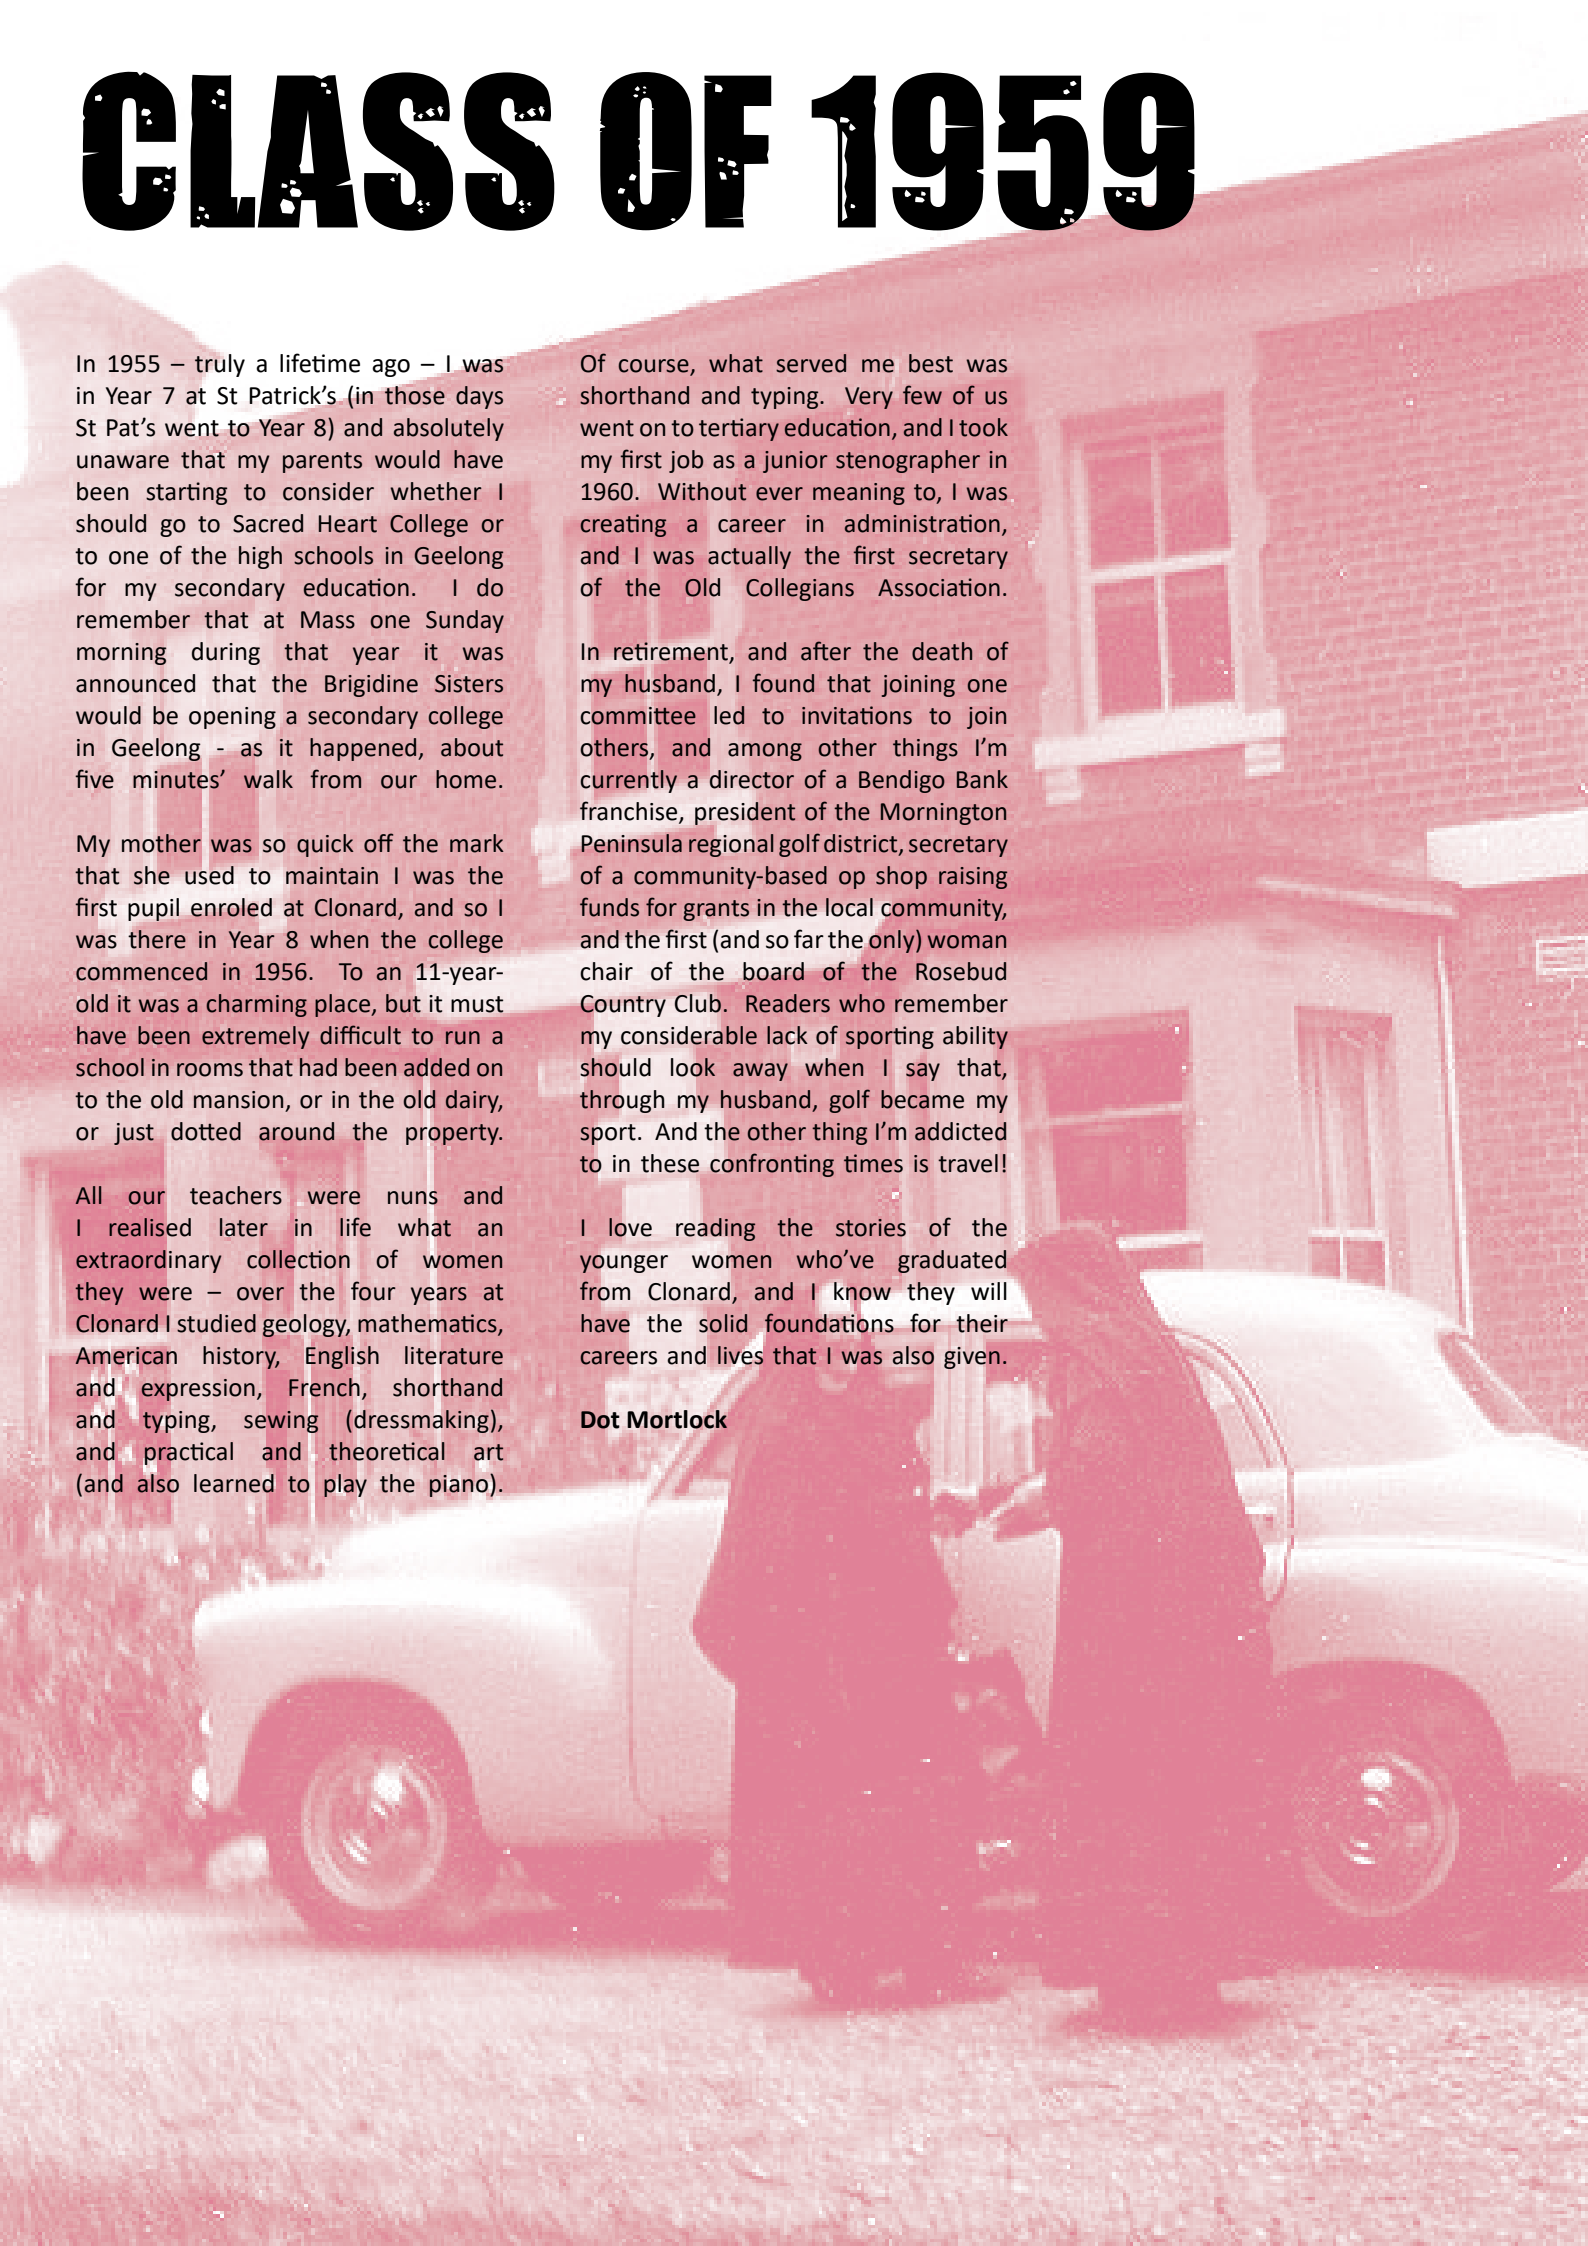 CLASS OF 1959
In 1955 – truly a lifetime ago – I was
in Year 7 at St Patrick’s (in those days
St Pat’s went to Year 8) and absolutely
unaware that my parents would have
been starting to consider whether I
should go to Sacred Heart College or
to one of the high schools in Geelong
for my secondary education.  I do
remember that at Mass one Sunday
morning during that year it was
announced that the Brigidine Sisters
would be opening a secondary college
in Geelong - as it happened, about
five minutes’ walk from our home.
My mother was so quick off the mark
that she used to maintain I was the
first pupil enroled at Clonard, and so I
was there in Year 8 when the college
commenced in 1956.  To an 11-year-
old it was a charming place, but it must
have been extremely difficult to run a
school in rooms that had been added on
to the old mansion, or in the old dairy,
or just dotted around the property.
All our teachers were nuns and
I realised later in life what an
extraordinary collection of women
they were – over the four years at
Clonard I studied geology, mathematics,
American history, English literature
and expression, French, shorthand
and typing, sewing (dressmaking),
and practical and theoretical art
(and also learned to play the piano).
Of course, what served me best was
shorthand and typing.  Very few of us
went on to tertiary education, and I took
my first job as a junior stenographer in
1960.  Without ever meaning to, I was
creating a career in administration,
and I was actually the first secretary
of the Old Collegians Association.
In retirement, and after the death of
my husband, I found that joining one
committee led to invitations to join
others, and among other things I’m
currently a director of a Bendigo Bank
franchise, president of the Mornington
Peninsula regional golf district, secretary
of a community-based op shop raising
funds for grants in the local community,
and the first (and so far the only) woman
chair of the board of the Rosebud
Country Club.  Readers who remember
my considerable lack of sporting ability
should look away when I say that,
through my husband, golf became my
sport.  And the other thing I’m addicted
to in these confronting times is travel!
I love reading the stories of the
younger women who’ve graduated
from Clonard, and I know they will
have the solid foundations for their
careers and lives that I was also given.
Dot Mortlock